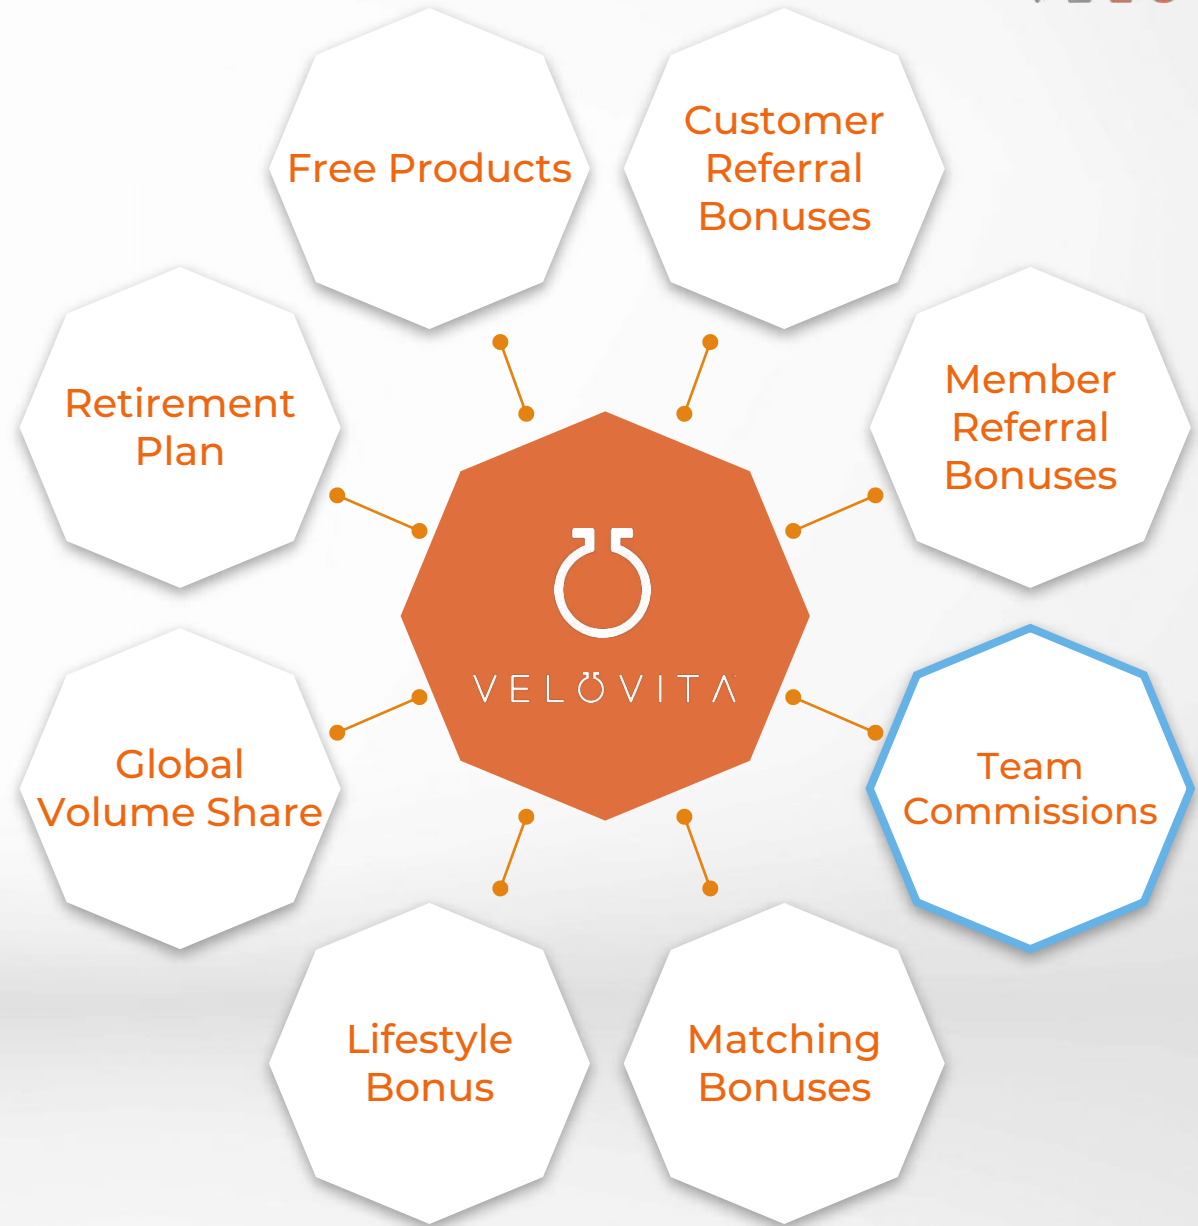 Free Products
Customer
Referral
Bonuses
Retirement
Plan
Member
Referral
Bonuses
VELÖVITA
Global
Volume Share
Team
Commissions
Lifestyle
Bonus
Matching
Bonuses